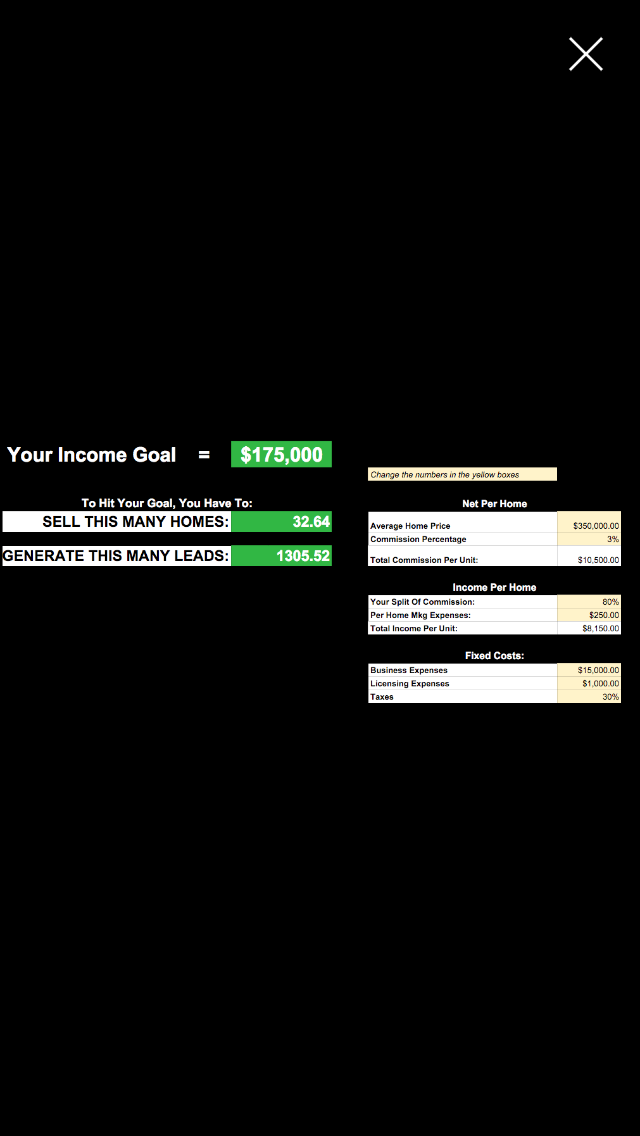 Your Income Goal = $175,000
Change the numbers in the yellow boxes
To Hit Your Goal, You Have To:
SELL THIS MANY HOMES: 32.64
GENERATE THIS MANY LEADS: 1305.52
Net Per Home
Average Home Price $350,000.00
Commission Percentage 3%
Total Commission Per Unit: $10,500.00
Income Per Home
Your Split Of Commission: 80%
Per Home Mkg Expenses: $250.00
Total Income Per Unit: $8,150.00
Fixed Costs:
Business Expenses $15,000.00
Licensing Expenses $1,000.00
Taxes 30%